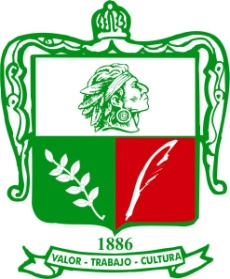 1886
VALOR - TRABAJO - CULTURA